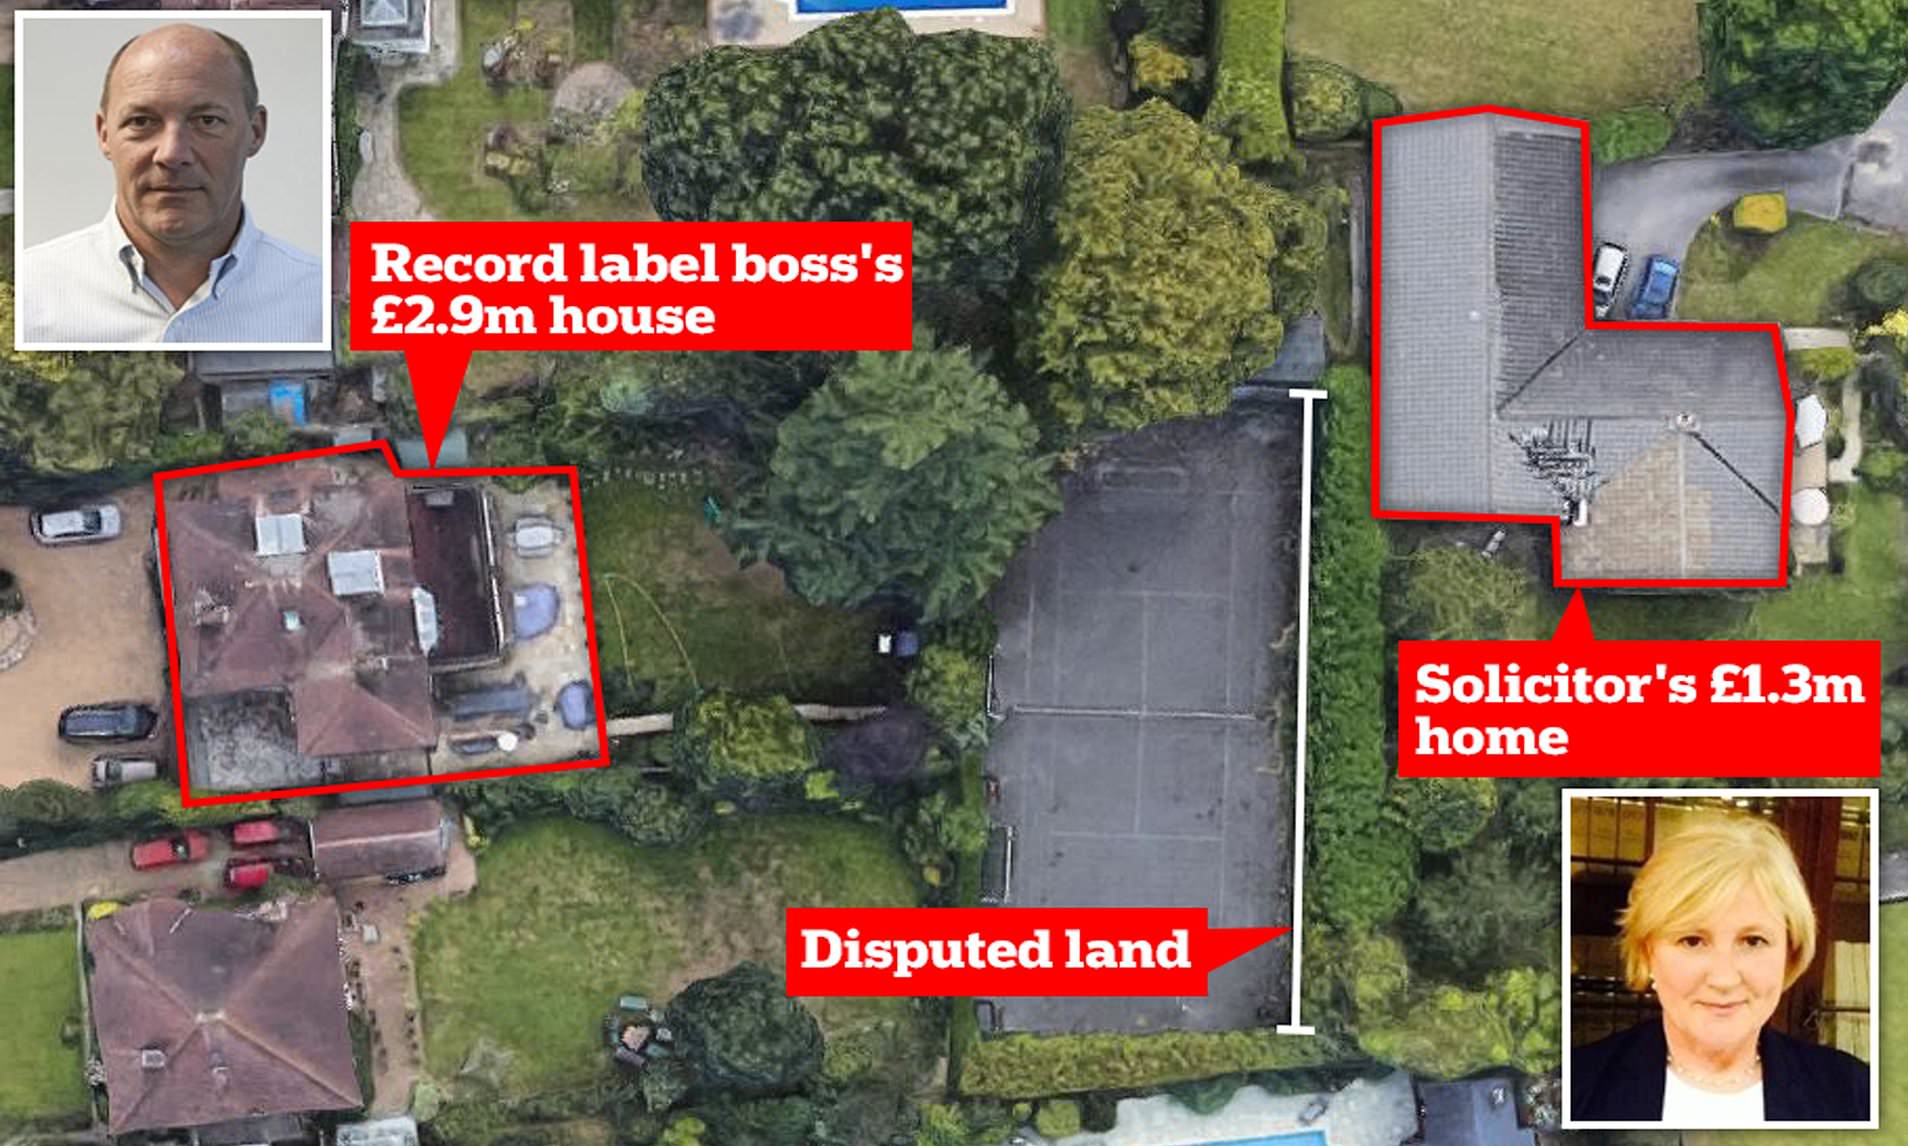 Record label boss's
£2.9m house
Solicitor's £1.3m
home
Disputed land